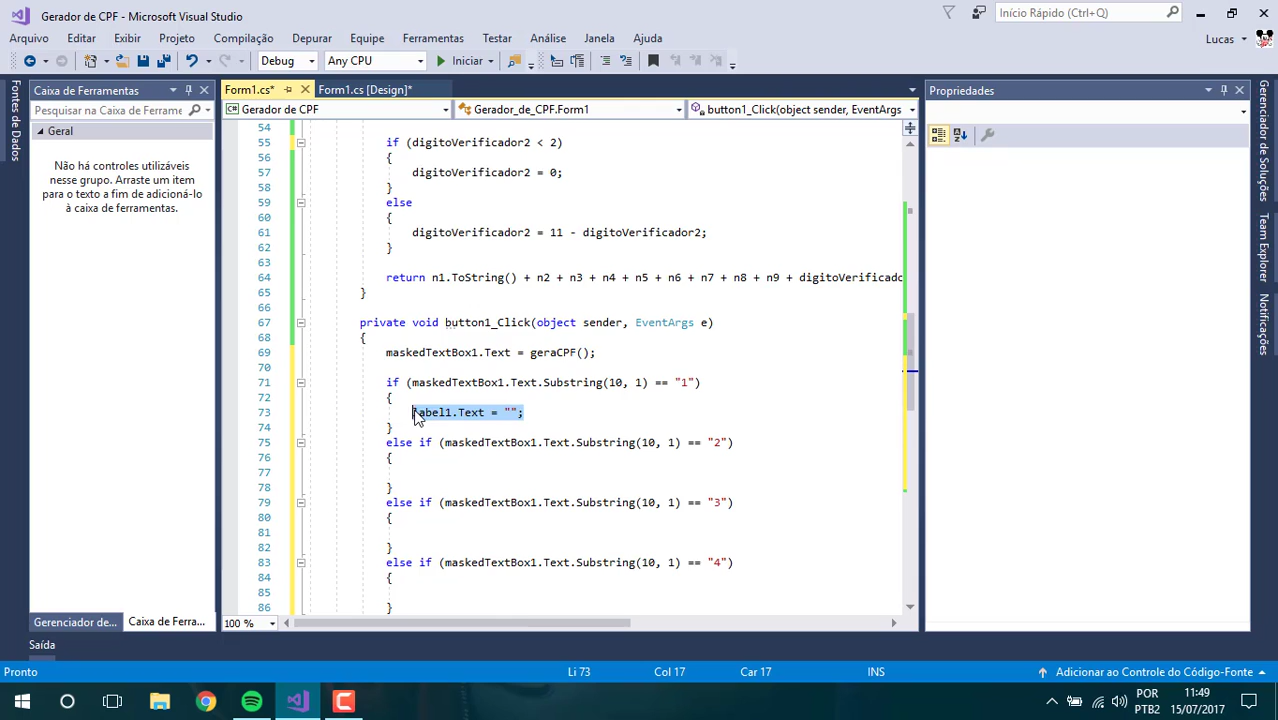 Gerador de CPF - Microsoft Visual Studio
Início Rápido (Ctrl+Q)
Arquivo Editar Exibir Projeto Compilação Depurar Equipe Ferramentas Testar Análise Janela Ajuda
Lucas
Debug Any CPU Iniciar
Fontes de Dados
Caixa de Ferramentas
Pesquisar na Caixa de Ferrame
Geral
Não há controles utilizáveis
nesse grupo. Arraste um item
para o texto a fim de adicioná-lo
à caixa de ferramentas.
Gerenciador de... Caixa de Ferra...
Form1.cs* Form1.cs [Design]*
Gerador de CPF Gerador_de_CPF.Form1 button1_Click(object sender, EventArgs
54
55 if (digitoVerificador2 < 2)
56 {
57 digitoVerificador2 = 0;
58 }
59 else
60 {
61 digitoVerificador2 = 11 - digitoVerificador2;
62 }
63
64 return n1.ToString() + n2 + n3 + n4 + n5 + n6 + n7 + n8 + n9 + digitoVerificado
65 }
66
67 private void button1_Click(object sender, EventArgs e)
68 {
69 maskedTextBox1.Text = geraCPF();
70
71 if (maskedTextBox1.Text.Substring(10, 1) == "1")
72 {
73 label1.Text = "";
74 }
75 else if (maskedTextBox1.Text.Substring(10, 1) == "2")
76 {
77
78 }
79 else if (maskedTextBox1.Text.Substring(10, 1) == "3")
80 {
81
82 }
83 else if (maskedTextBox1.Text.Substring(10, 1) == "4")
84 {
85
86 }
100 %
Propriedades
Gerenciador de Soluções
Team Explorer
Notificações
Saída
Pronto Li 73 Col 17 Car 17 INS Adicionar ao Controle do Código-Fonte
POR
PTB2
11:49
15/07/2017